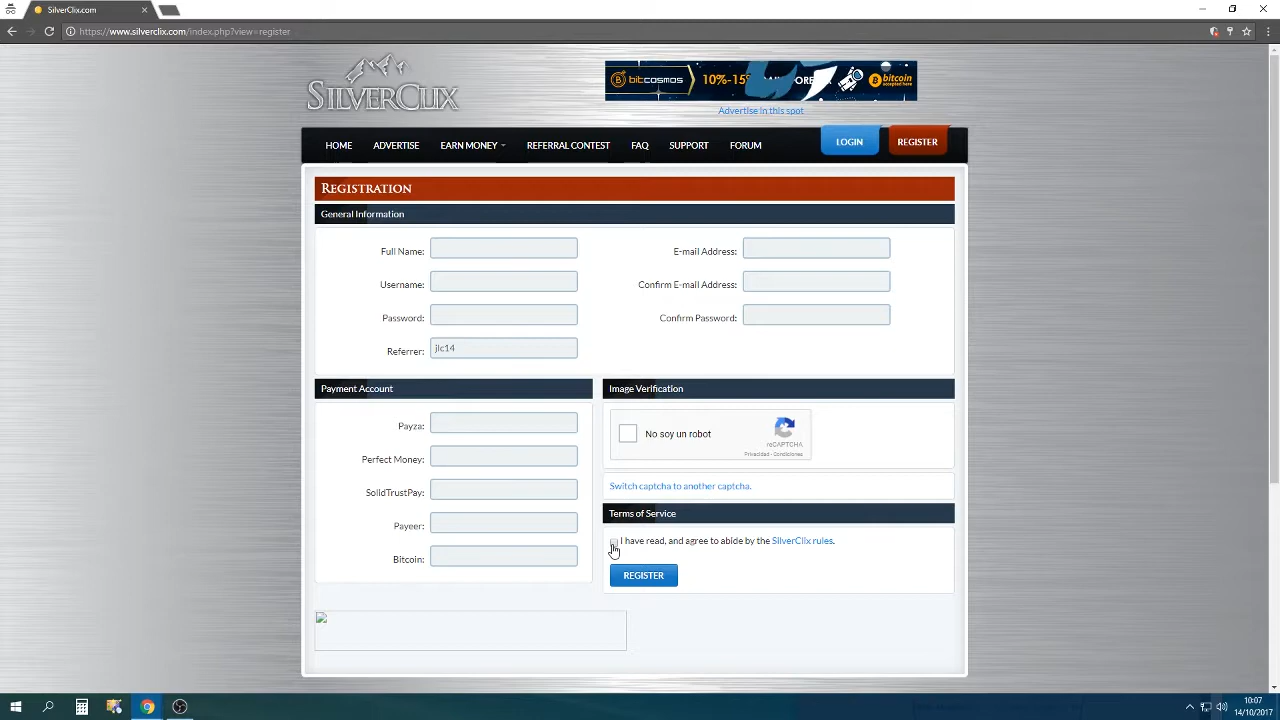 SilverClix.com
https://www.silverclix.com/index.php?view=register
SILVERCLIX
bitcosmos
bitcoin
accepted here
Advertise in this spot
HOME ADVERTISE EARN MONEY REFERRAL CONTEST FAQ SUPPORT FORUM LOGIN REGISTER
REGISTRATION
General Information
Full Name: E-mail Address:
Username: Confirm E-mail Address:
Password: Confirm Password:
Referrer: jlc14
Payment Account
Image Verification
Payza:
No soy un robot
reCAPTCHA
Privacidad - Condiciones
Perfect Money:
Switch captcha to another captcha.
SolidTrustPay:
Terms of Service
Payeer:
I have read, and agree to abide by the SilverClix rules.
Bitcoin:
REGISTER
10:07
14/10/2017